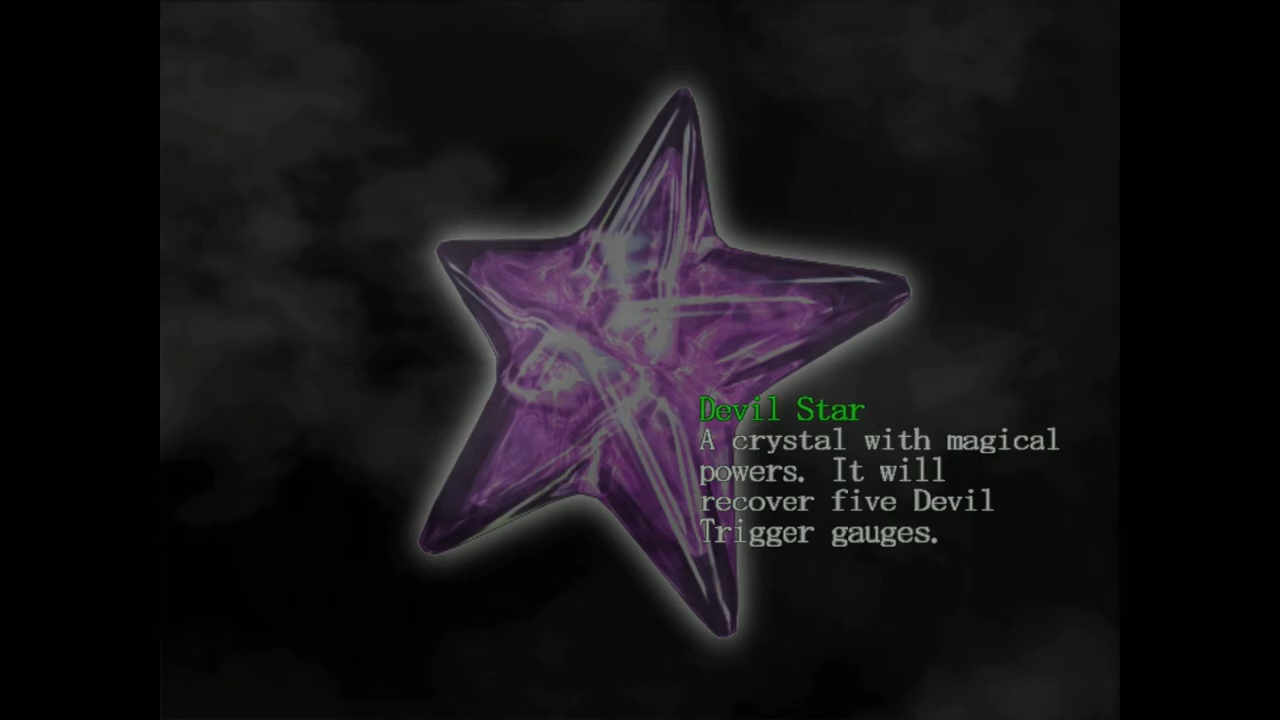 Devil Star
A crystal with magical
powers. It will
recover five Devil
Trigger gauges.